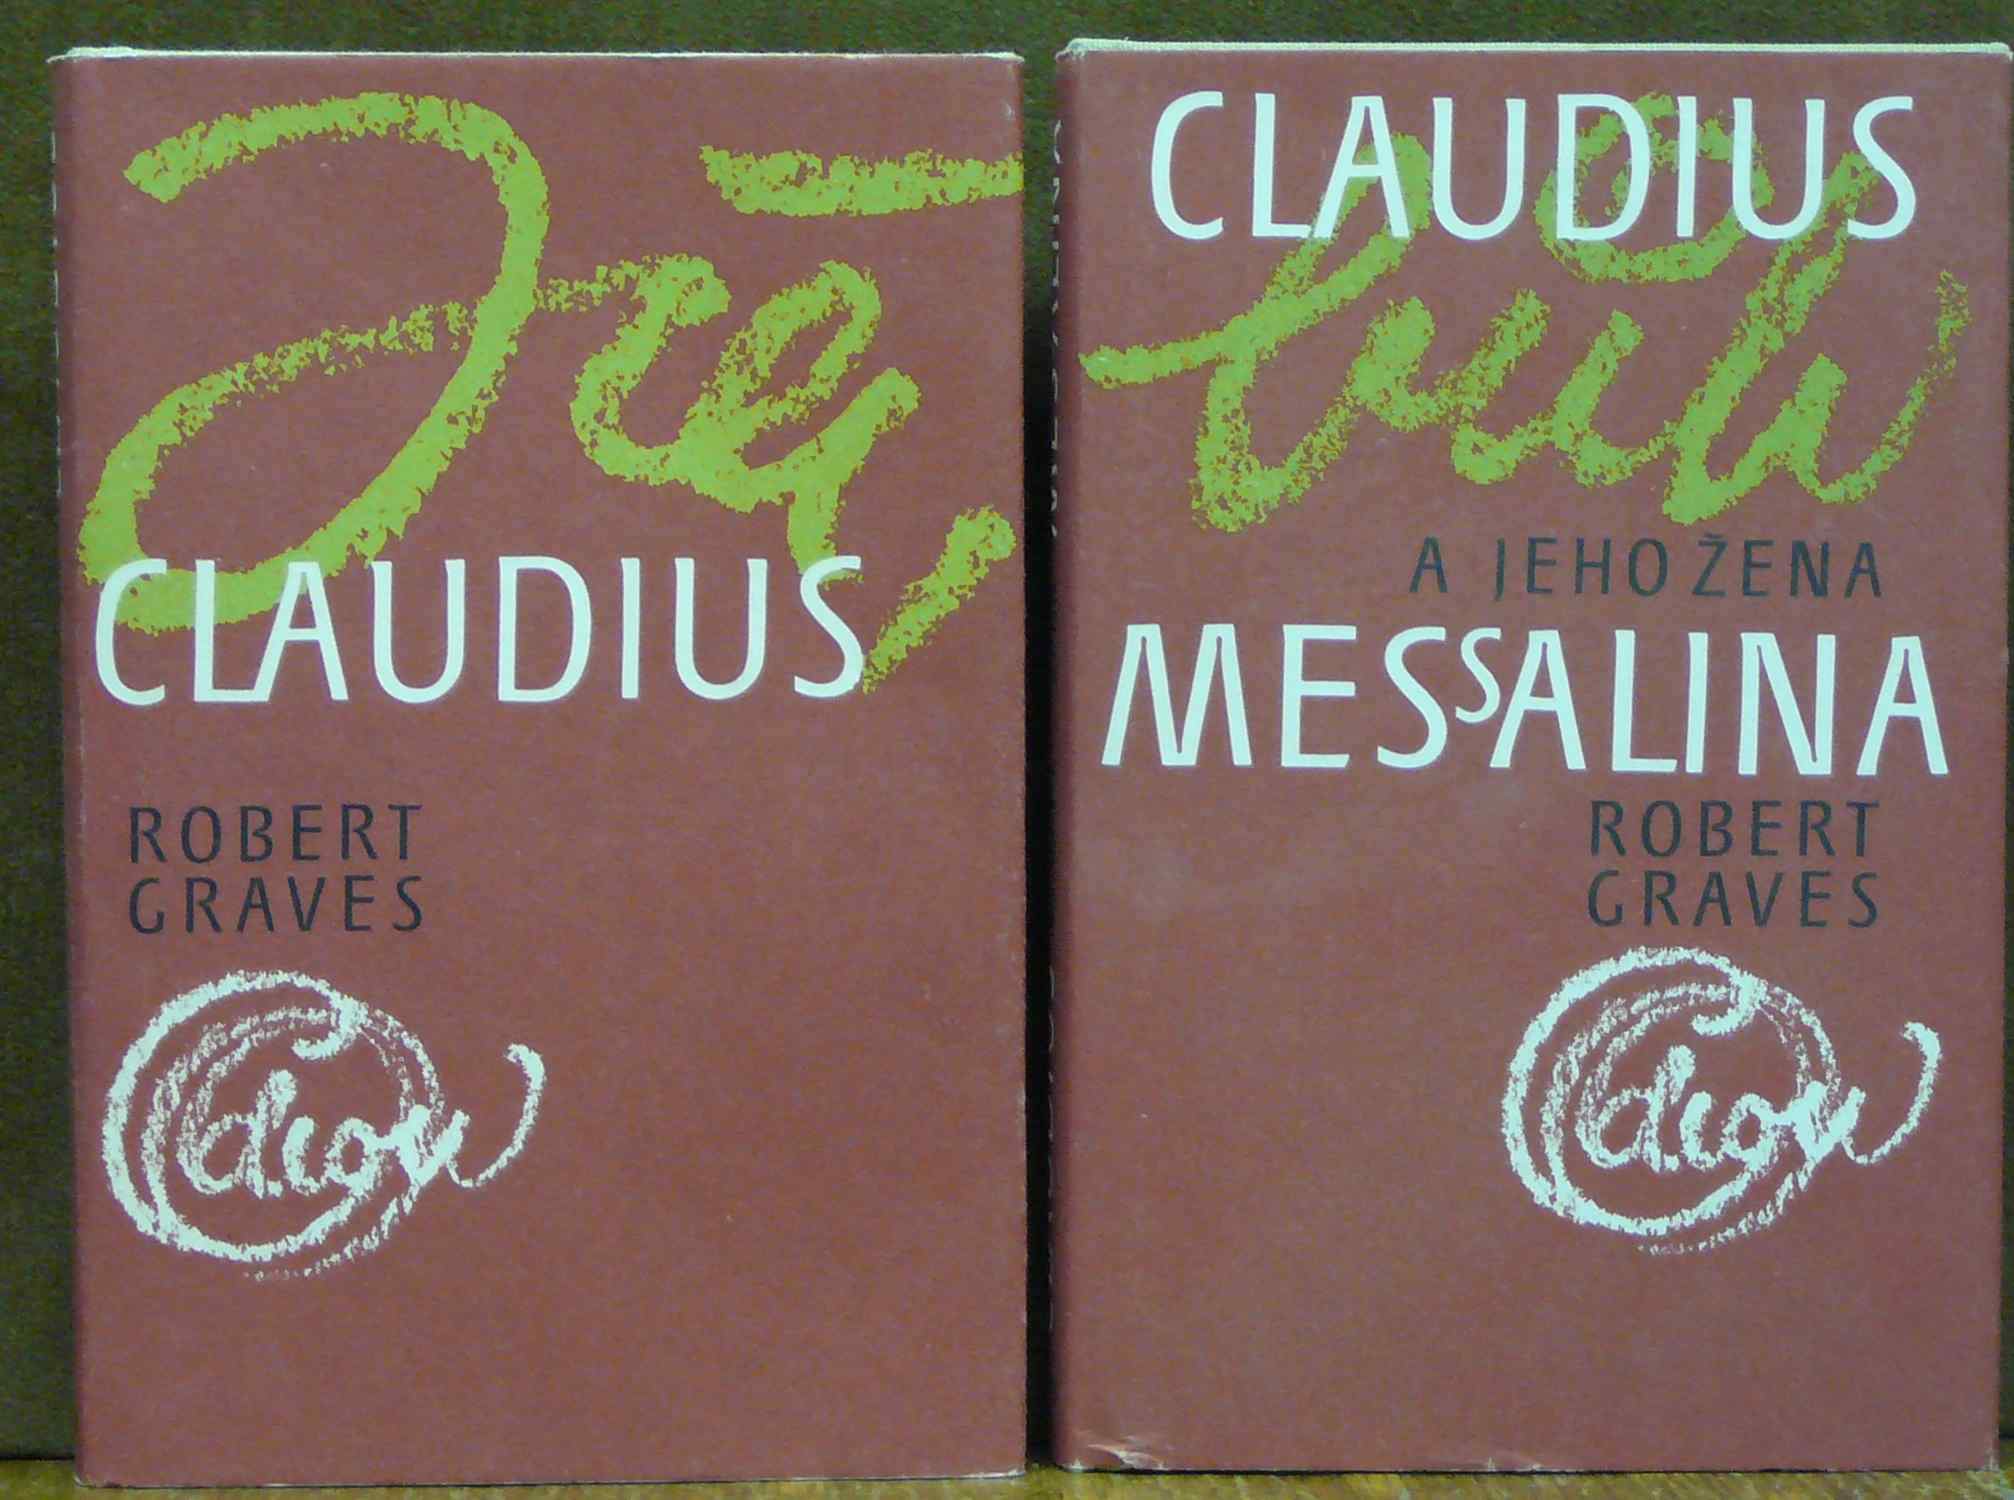 Já,
CLAUDIUS
ROBERT
GRAVES
Odeon
CLAUDIUS
bůh
A JEHO ŽENA
MESSALINA
ROBERT
GRAVES
Odeon